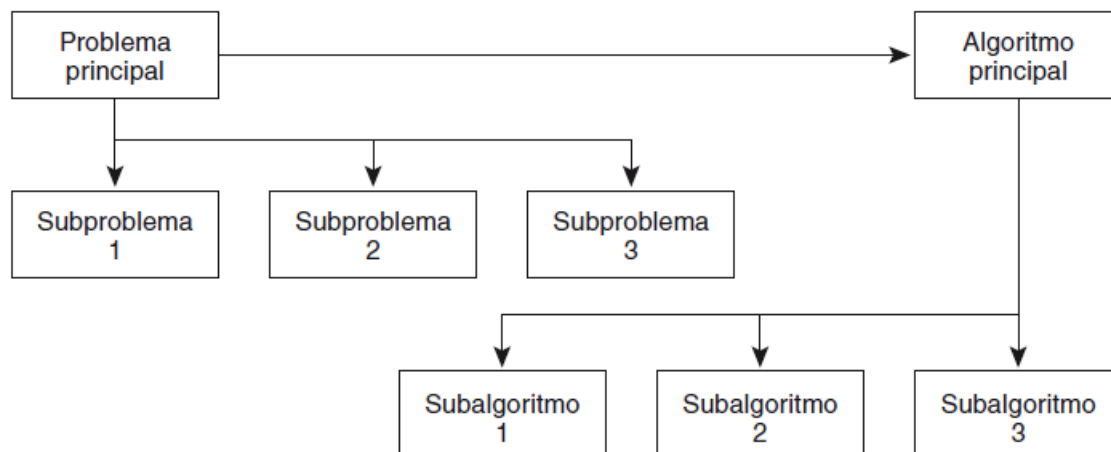 Problema
principal
Algoritmo
principal
Subproblema
1
Subproblema
2
Subproblema
3
Subalgoritmo
1
Subalgoritmo
2
Subalgoritmo
3